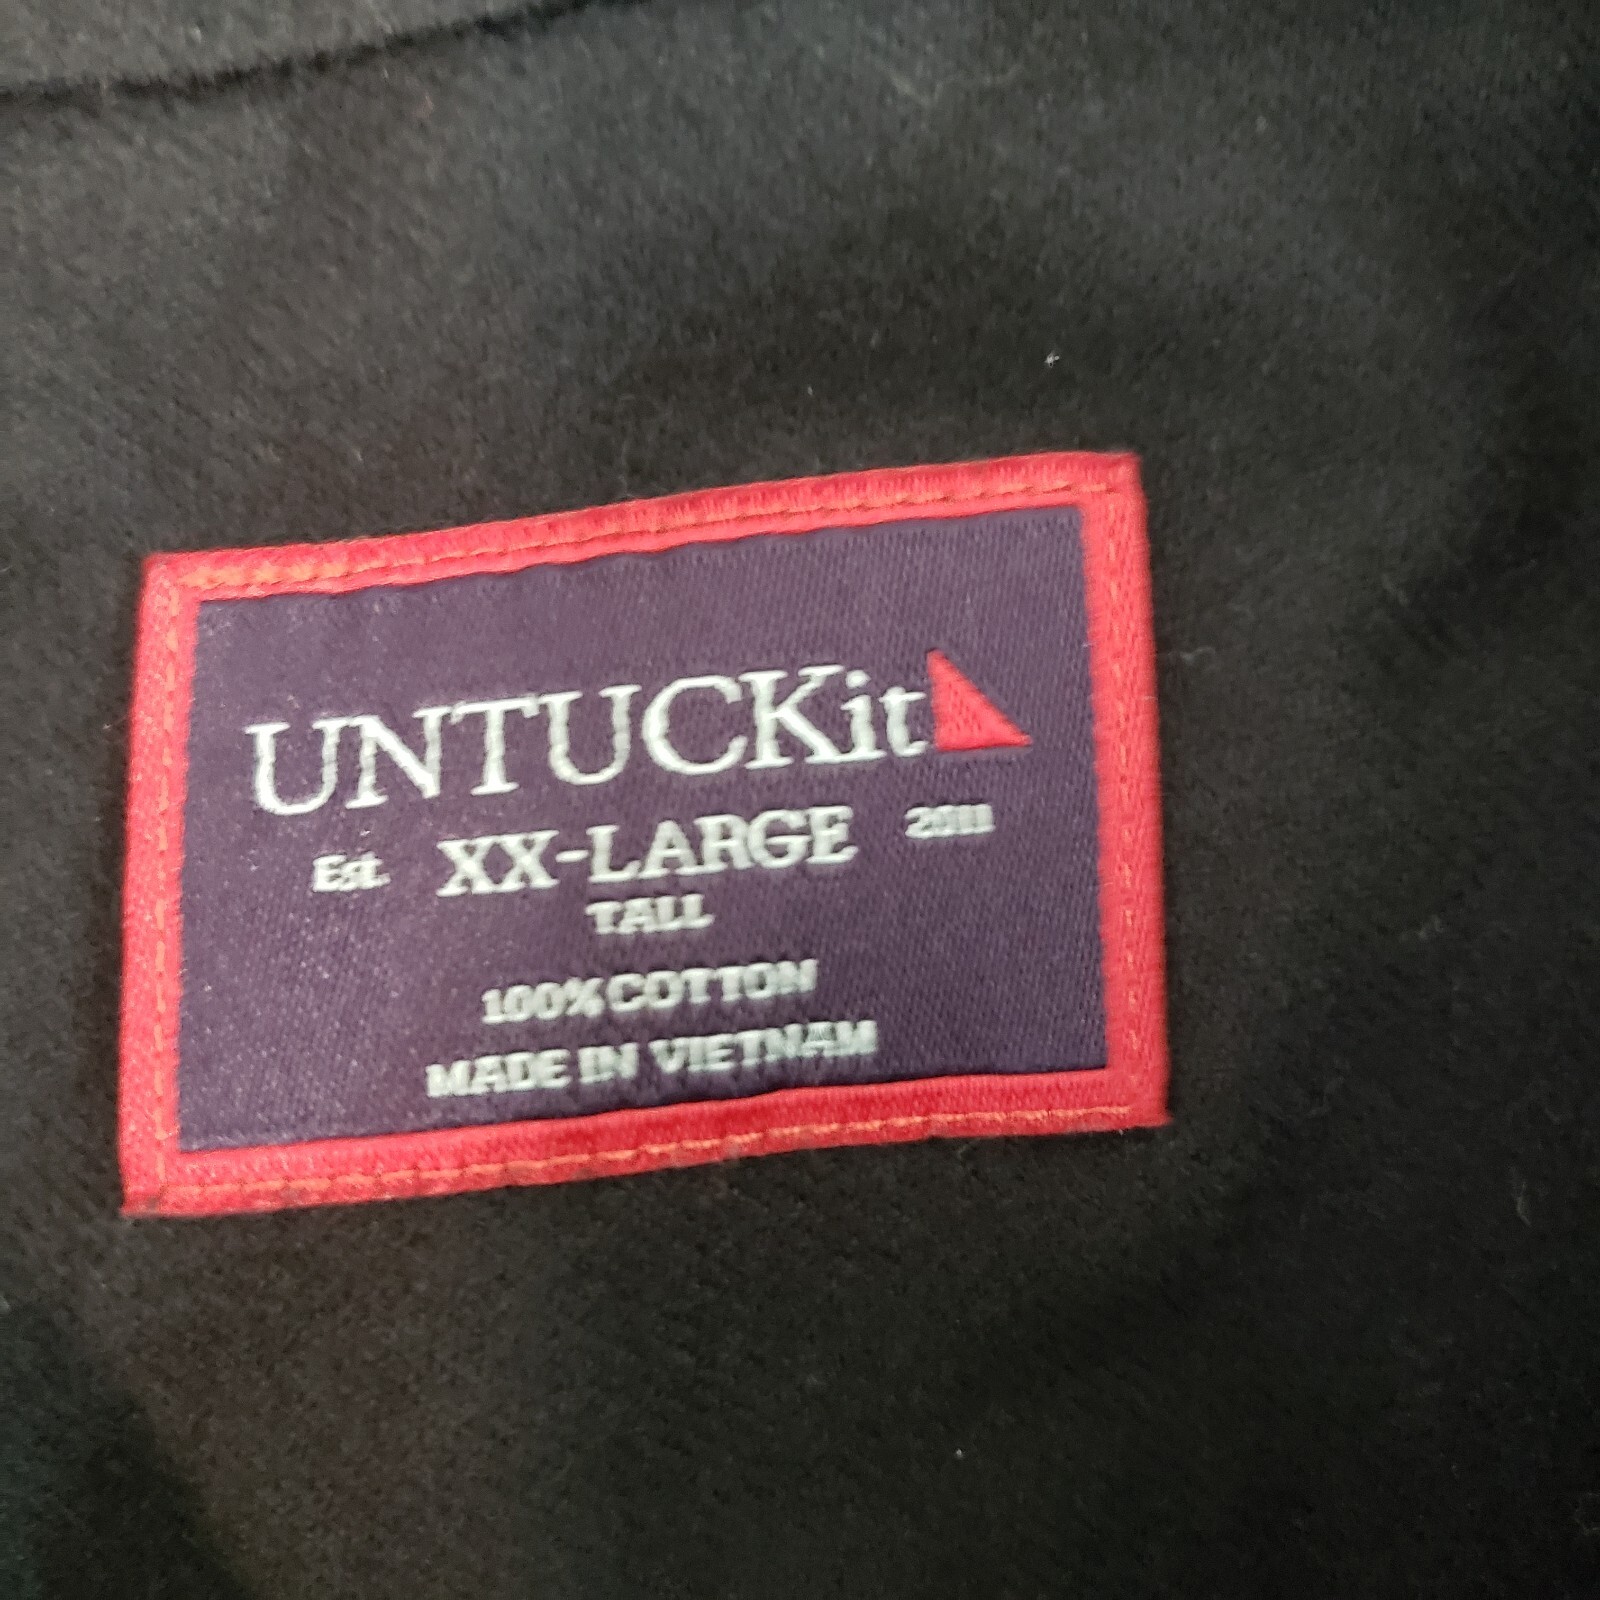 UNTUCKit
Est. XX-LARGE 2011
TALL
100% COTTON
MADE IN VIETNAM